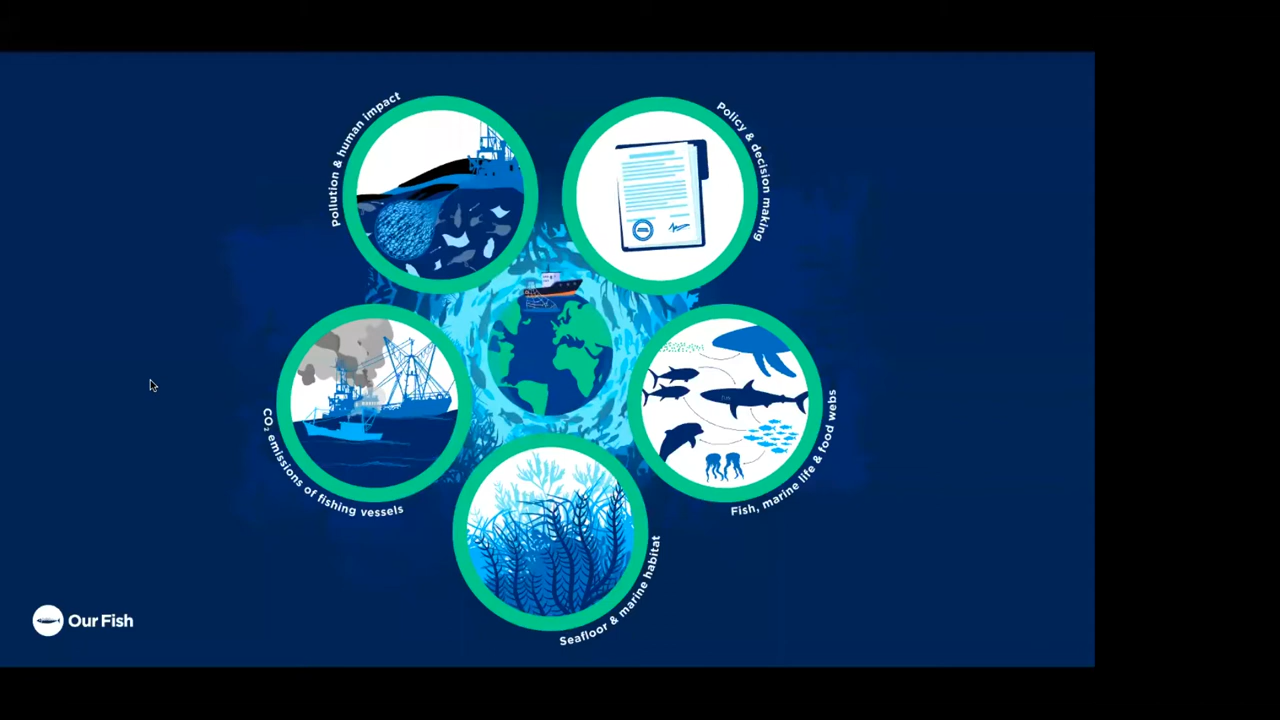 Pollution & human impact
Policy & decision making
CO₂ emissions of fishing vessels
Fish, marine life & food webs
Seafloor & marine habitat
Our Fish